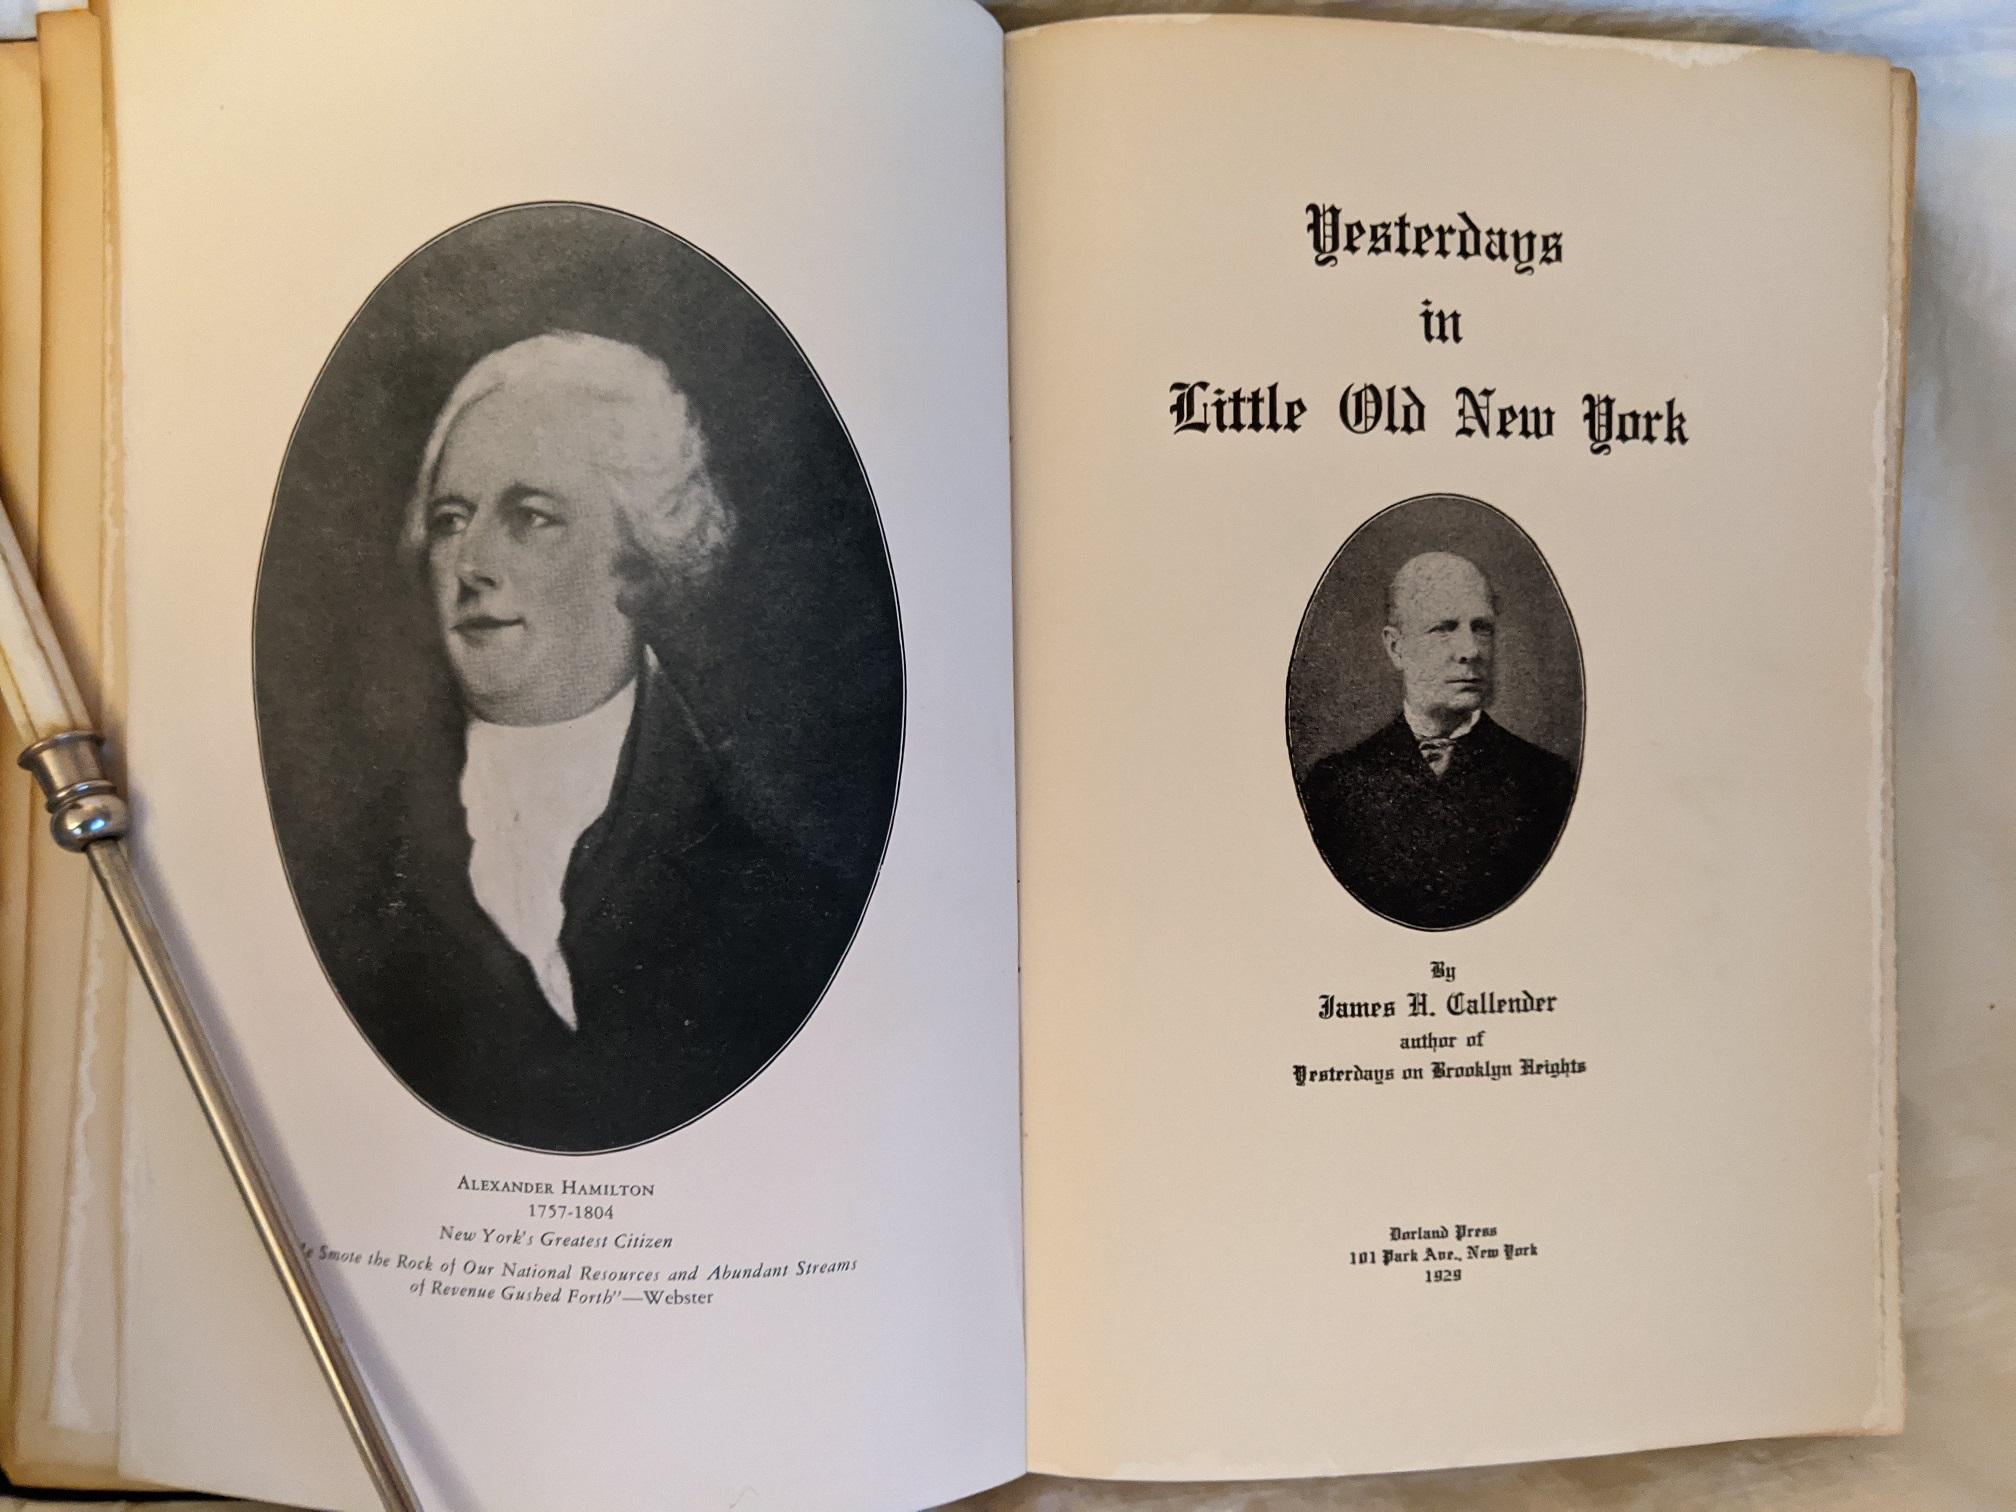 Alexander Hamilton
1757-1804
New York's Greatest Citizen
Smote the Rock of Our National Resources and Abundant Streams
of Revenue Gushed Forth"—Webster
Yesterdays
in
Little Old New York
By
James H. Callender
author of
Yesterdays on Brooklyn Heights
Dorland Press
101 Park Ave., New York
1929